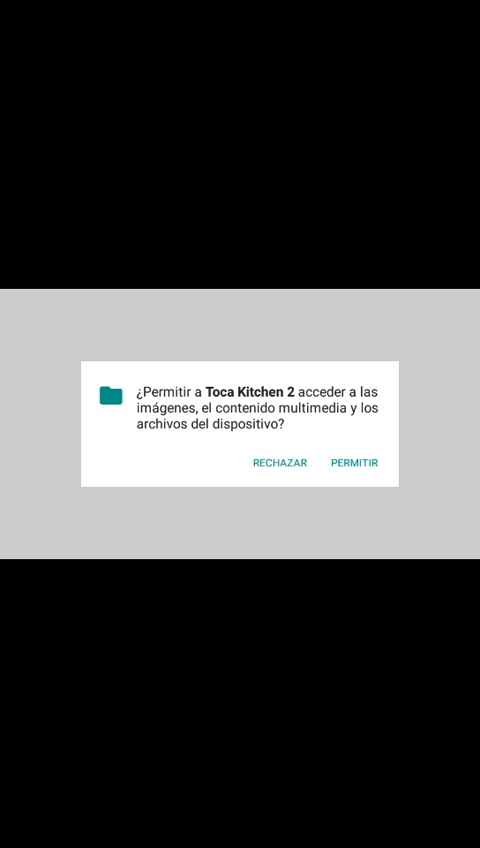 ¿Permitir a Toca Kitchen 2 acceder a las
imágenes, el contenido multimedia y los
archivos del dispositivo?
RECHAZAR PERMITIR